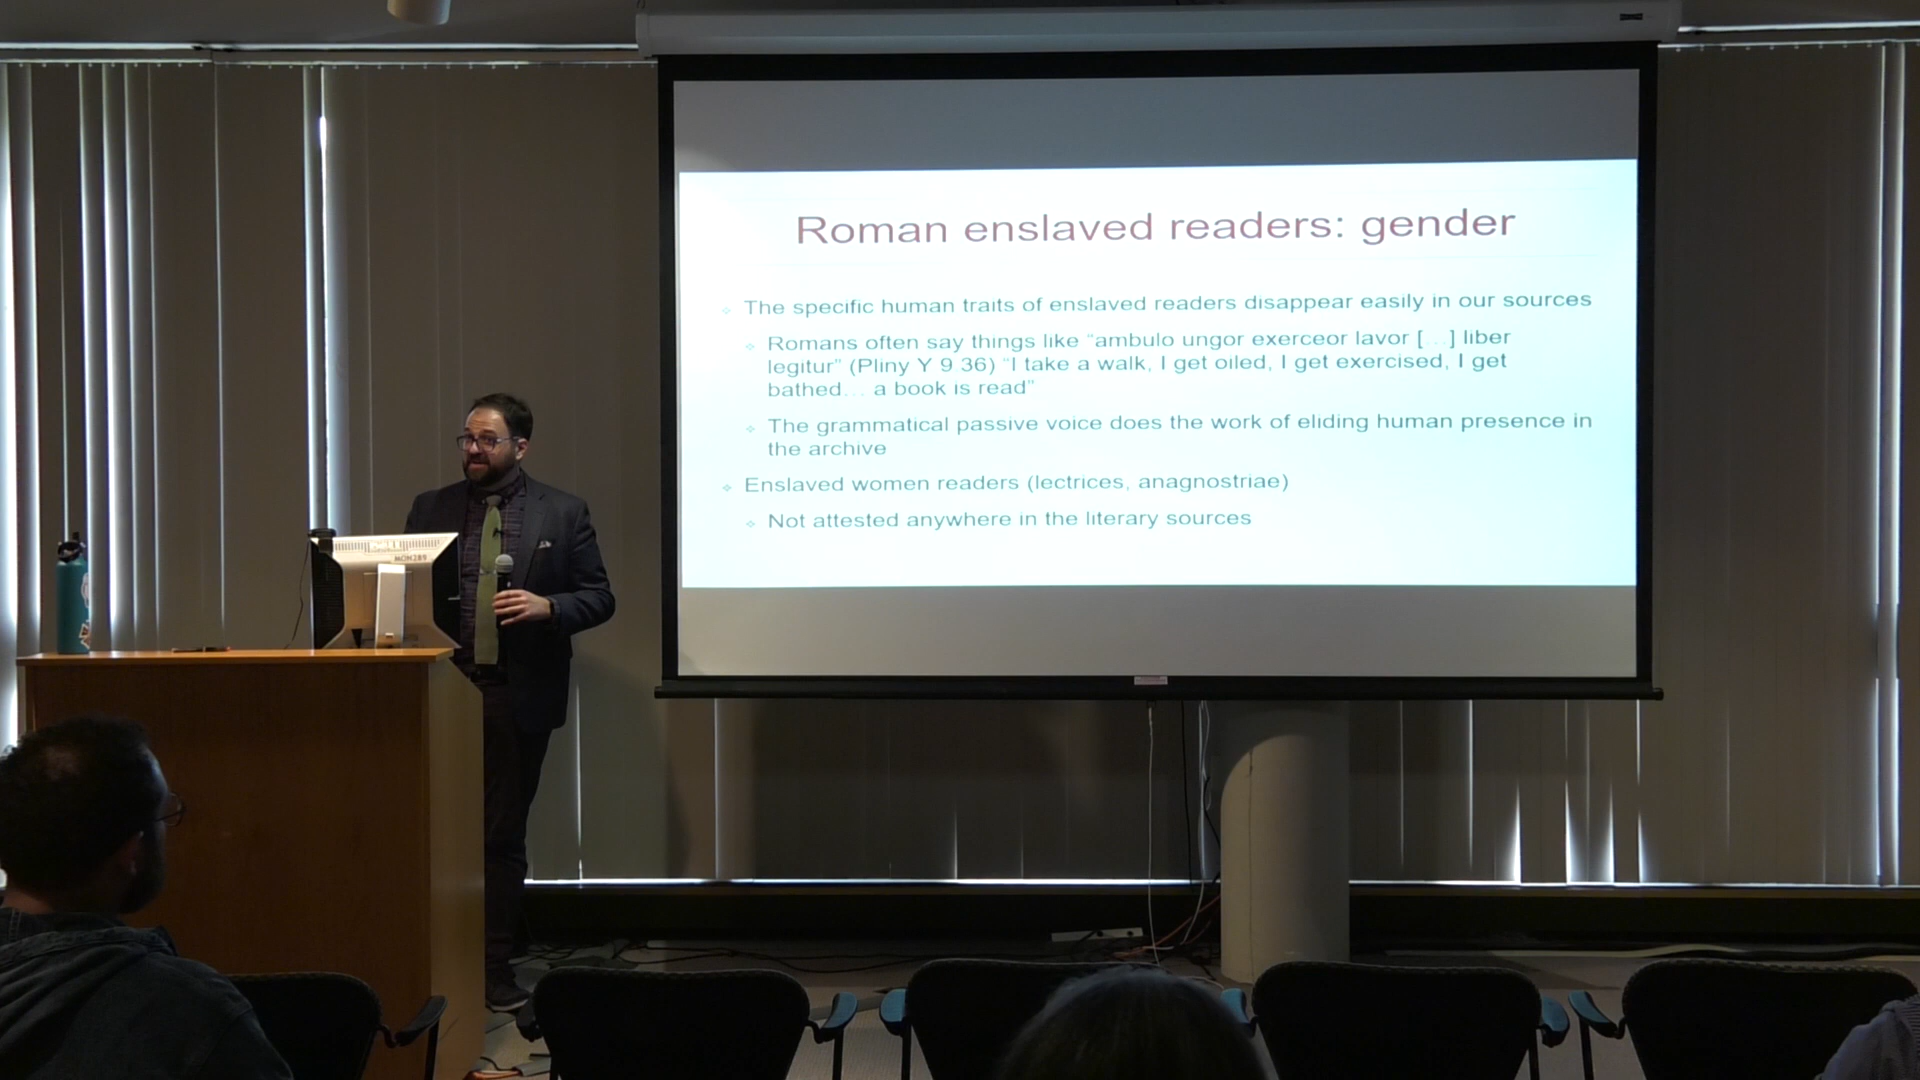 Roman enslaved readers: gender
The specific human traits of enslaved readers disappear easily in our sources
Romans often say things like “ambulo ungor exerceor lavor [...] liber
legitur” (Pliny Y 9 36) “I take a walk, I get oiled, I get exercised, I get
bathed... a book is read”
The grammatical passive voice does the work of eliding human presence in
the archive
Enslaved women readers (lectrices, anagnostriae)
Not attested anywhere in the literary sources